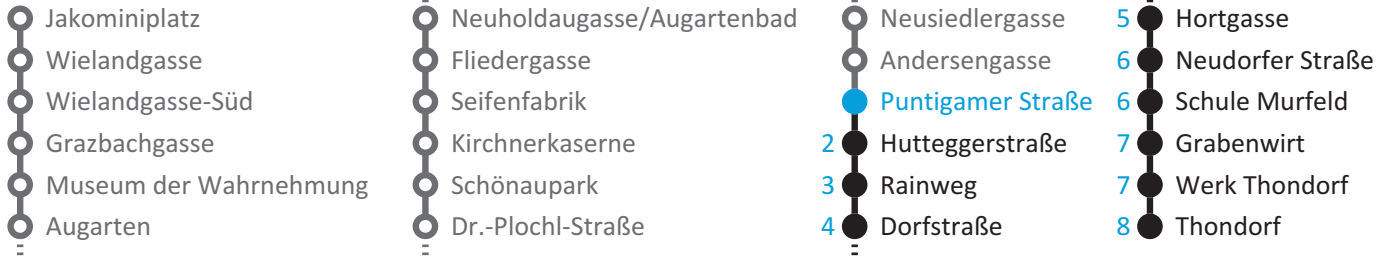 Jakominiplatz
Wielandgasse
Wielandgasse-Süd
Grazbachgasse
Museum der Wahrnehmung
Augarten
Neuholdaugasse/Augartenbad
Fliedergasse
Seifenfabrik
Kirchnerkaserne
Schönaupark
Dr.-Plochl-Straße
Neusiedlergasse
Andersengasse
Puntigamer Straße
2 Hutteggerstraße
3 Rainweg
4 Dorfstraße
5 Hortgasse
6 Neudorfer Straße
6 Schule Murfeld
7 Grabenwirt
7 Werk Thondorf
8 Thondorf